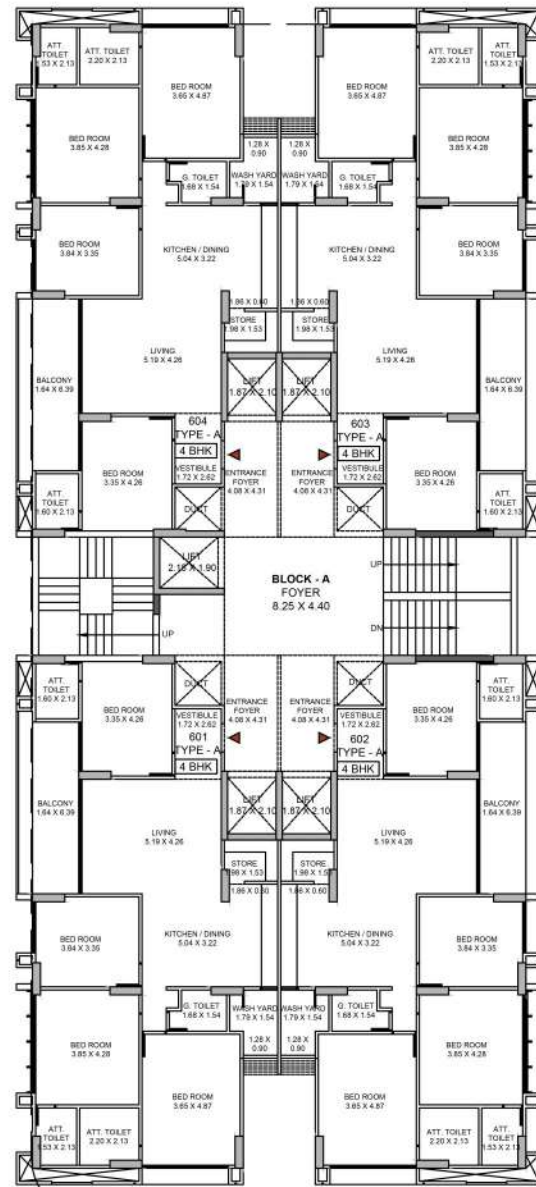 ATT.
TOILET
1.53 X 2.13
ATT. TOILET
2.20 X 2.13
BED ROOM
3.65 X 4.87
BED ROOM
3.65 X 4.87
ATT. TOILET
2.20 X 2.13
ATT.
TOILET
1.53 X 2.13
BED ROOM
3.85 X 4.28
1.28 X
0.90
1.28 X
0.90
BED ROOM
3.85 X 4.28
G. TOILET
1.68 X 1.54
WASH YARD
1.79 X 1.54
WASH YARD
1.79 X 1.54
G. TOILET
1.68 X 1.54
BED ROOM
3.84 X 3.35
KITCHEN / DINING
5.04 X 3.22
KITCHEN / DINING
5.04 X 3.22
BED ROOM
3.84 X 3.35
1.86 X 0.60
1.86 X 0.60
STORE
1.98 X 1.53
STORE
1.98 X 1.53
LIVING
5.19 X 4.26
LIVING
5.19 X 4.26
BALCONY
1.64 X 6.39
LIFT
1.87 X 2.10
LIFT
1.87 X 2.10
BALCONY
1.64 X 6.39
604
TYPE - A
4 BHK
603
TYPE - A
4 BHK
BED ROOM
3.35 X 4.26
VESTIBULE
1.72 X 2.62
ENTRANCE
FOYER
4.08 X 4.31
ENTRANCE
FOYER
4.08 X 4.31
VESTIBULE
1.72 X 2.62
BED ROOM
3.35 X 4.26
ATT.
TOILET
1.60 X 2.13
DUCT
DUCT
ATT.
TOILET
1.60 X 2.13
LIFT
2.15 X 1.90
BLOCK - A
FOYER
8.25 X 4.40
UP
UP
DN
ATT.
TOILET
1.60 X 2.13
BED ROOM
3.35 X 4.26
DUCT
ENTRANCE
FOYER
4.08 X 4.31
ENTRANCE
FOYER
4.08 X 4.31
DUCT
BED ROOM
3.35 X 4.26
ATT.
TOILET
1.60 X 2.13
VESTIBULE
1.72 X 2.62
VESTIBULE
1.72 X 2.62
601
TYPE - A
4 BHK
602
TYPE - A
4 BHK
BALCONY
1.64 X 6.39
LIFT
1.87 X 2.10
LIFT
1.87 X 2.10
BALCONY
1.64 X 6.39
LIVING
5.19 X 4.26
LIVING
5.19 X 4.26
STORE
1.98 X 1.53
STORE
1.98 X 1.53
1.86 X 0.60
1.86 X 0.60
BED ROOM
3.84 X 3.35
KITCHEN / DINING
5.04 X 3.22
KITCHEN / DINING
5.04 X 3.22
BED ROOM
3.84 X 3.35
G. TOILET
1.68 X 1.54
WASH YARD
1.79 X 1.54
WASH YARD
1.79 X 1.54
G. TOILET
1.68 X 1.54
BED ROOM
3.85 X 4.28
1.28 X
0.90
1.28 X
0.90
BED ROOM
3.85 X 4.28
BED ROOM
3.65 X 4.87
BED ROOM
3.65 X 4.87
ATT.
TOILET
1.53 X 2.13
ATT. TOILET
2.20 X 2.13
ATT. TOILET
2.20 X 2.13
ATT.
TOILET
1.53 X 2.13